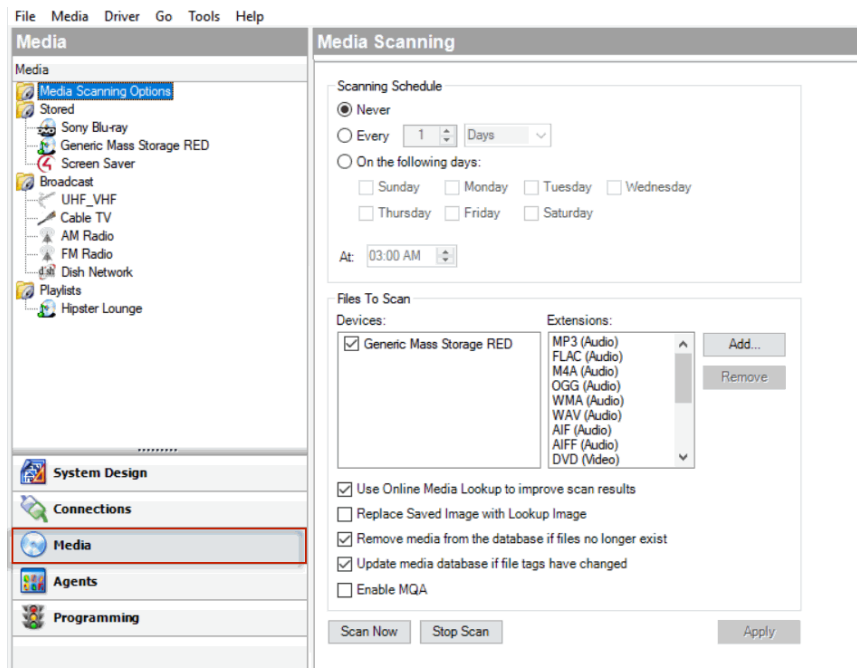 File Media Driver Go Tools Help
Media
Media
Media Scanning Options
Stored
Sony Blu-ray
Generic Mass Storage RED
Screen Saver
Broadcast
UHF_VHF
Cable TV
AM Radio
FM Radio
dish Dish Network
Playlists
Hipster Lounge
System Design
Connections
Media
Agents
Programming
Media Scanning
Scanning Schedule
Never
Every 1 Days
On the following days:
Sunday Monday Tuesday Wednesday
Thursday Friday Saturday
At: 03:00 AM
Files To Scan
Devices:
Generic Mass Storage RED
Extensions:
MP3 (Audio)
FLAC (Audio)
M4A (Audio)
OGG (Audio)
WMA (Audio)
WAV (Audio)
AIF (Audio)
AIFF (Audio)
DVD (Video)
Add...
Remove
Use Online Media Lookup to improve scan results
Replace Saved Image with Lookup Image
Remove media from the database if files no longer exist
Update media database if file tags have changed
Enable MQA
Scan Now Stop Scan Apply